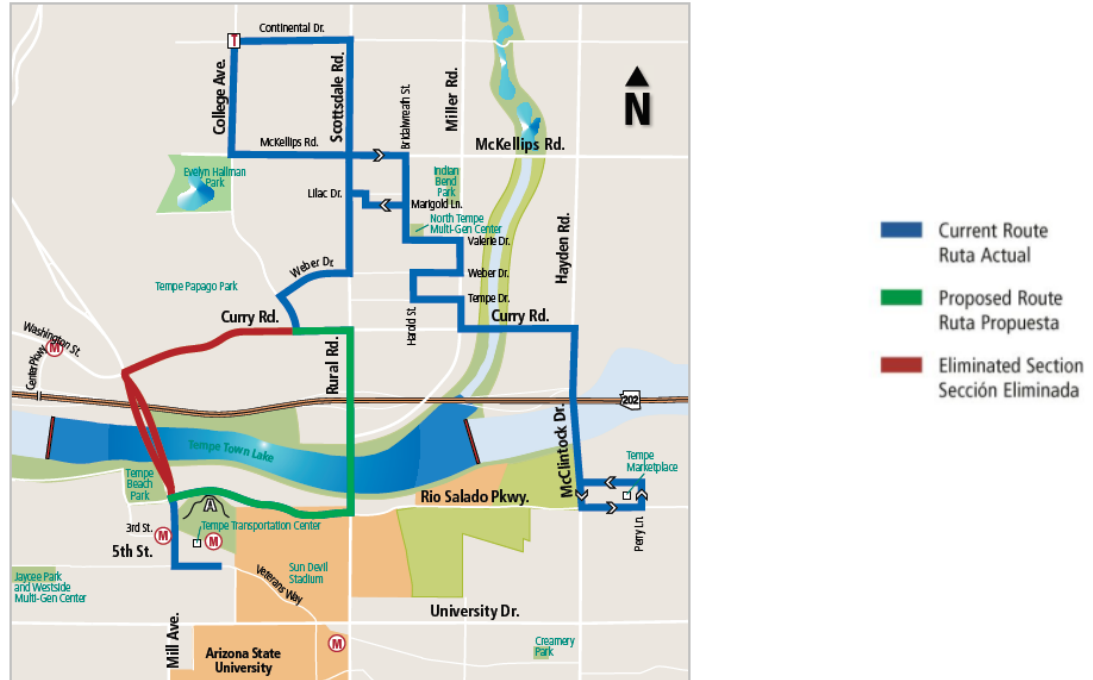 Continental Dr.
T
College Ave.
Scottsdale Rd.
Bridalwreath St.
Miller Rd.
N
McKellips Rd.
McKellips Rd.
Evelyn Hallman
Park
Indian
Bend
Park
Lilac Dr.
Marigold Ln.
North Tempe
Multi-Gen Center
Valerie Dr.
Hayden Rd.
Weber Dr.
Weber Dr.
Tempe Papago Park
Tempe Dr.
Curry Rd.
Harold St.
Curry Rd.
Washington St.
M
Center Pkwy.
Rural Rd.
202
McClintock Dr.
Tempe Town Lake
Tempe
Marketplace
Tempe
Beach
Park
Rio Salado Pkwy.
A
3rd St.
M
Tempe Transportation Center
M
Perry Ln.
5th St.
Jaycee Park
and Westside
Multi-Gen Center
Sun Devil
Stadium
Veterans Way
University Dr.
Mill Ave.
Arizona State
University
M
Creamery
Park
Current Route
Ruta Actual
Proposed Route
Ruta Propuesta
Eliminated Section
Sección Eliminada